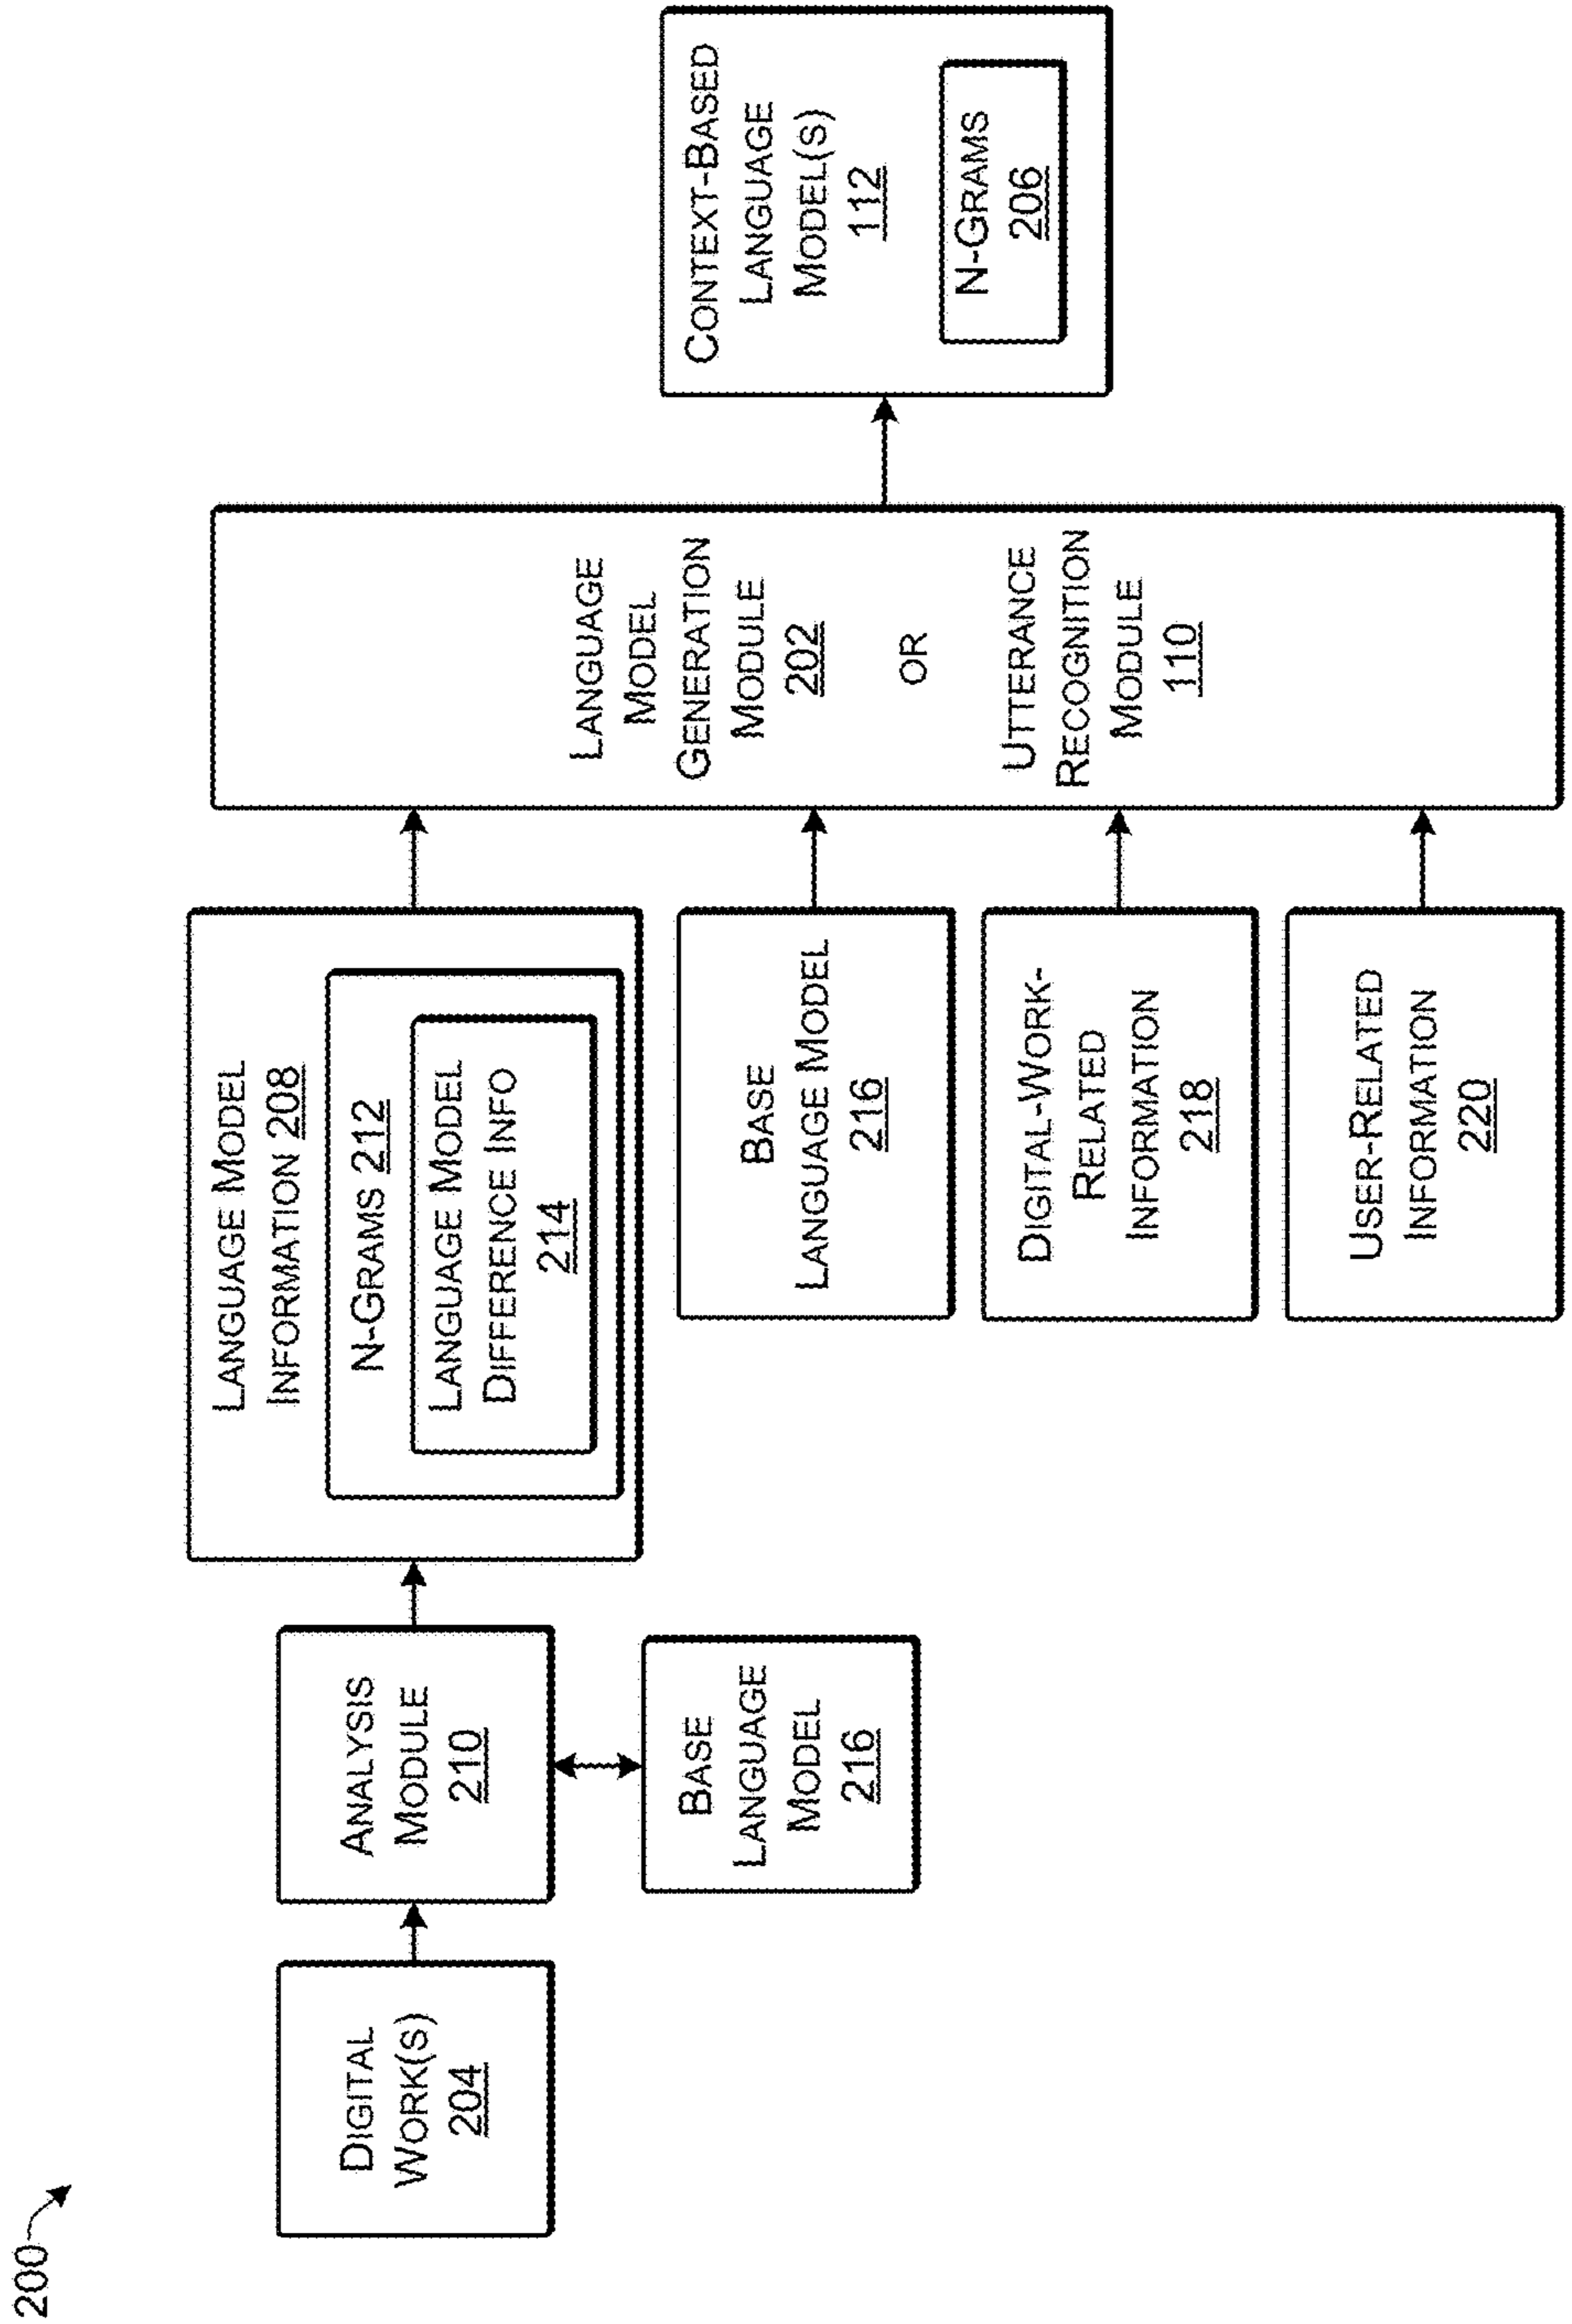 200
DIGITAL
WORK(S)
204
ANALYSIS
MODULE
210
BASE
LANGUAGE
MODEL
216
LANGUAGE MODEL
INFORMATION 208
N-GRAMS 212
LANGUAGE MODEL
DIFFERENCE INFO
214
BASE
LANGUAGE MODEL
216
DIGITAL-WORK-
RELATED
INFORMATION
218
USER-RELATED
INFORMATION
220
LANGUAGE
MODEL
GENERATION
MODULE
202
OR
UTTERANCE
RECOGNITION
MODULE
110
CONTEXT-BASED
LANGUAGE
MODEL(S)
112
N-GRAMS
206